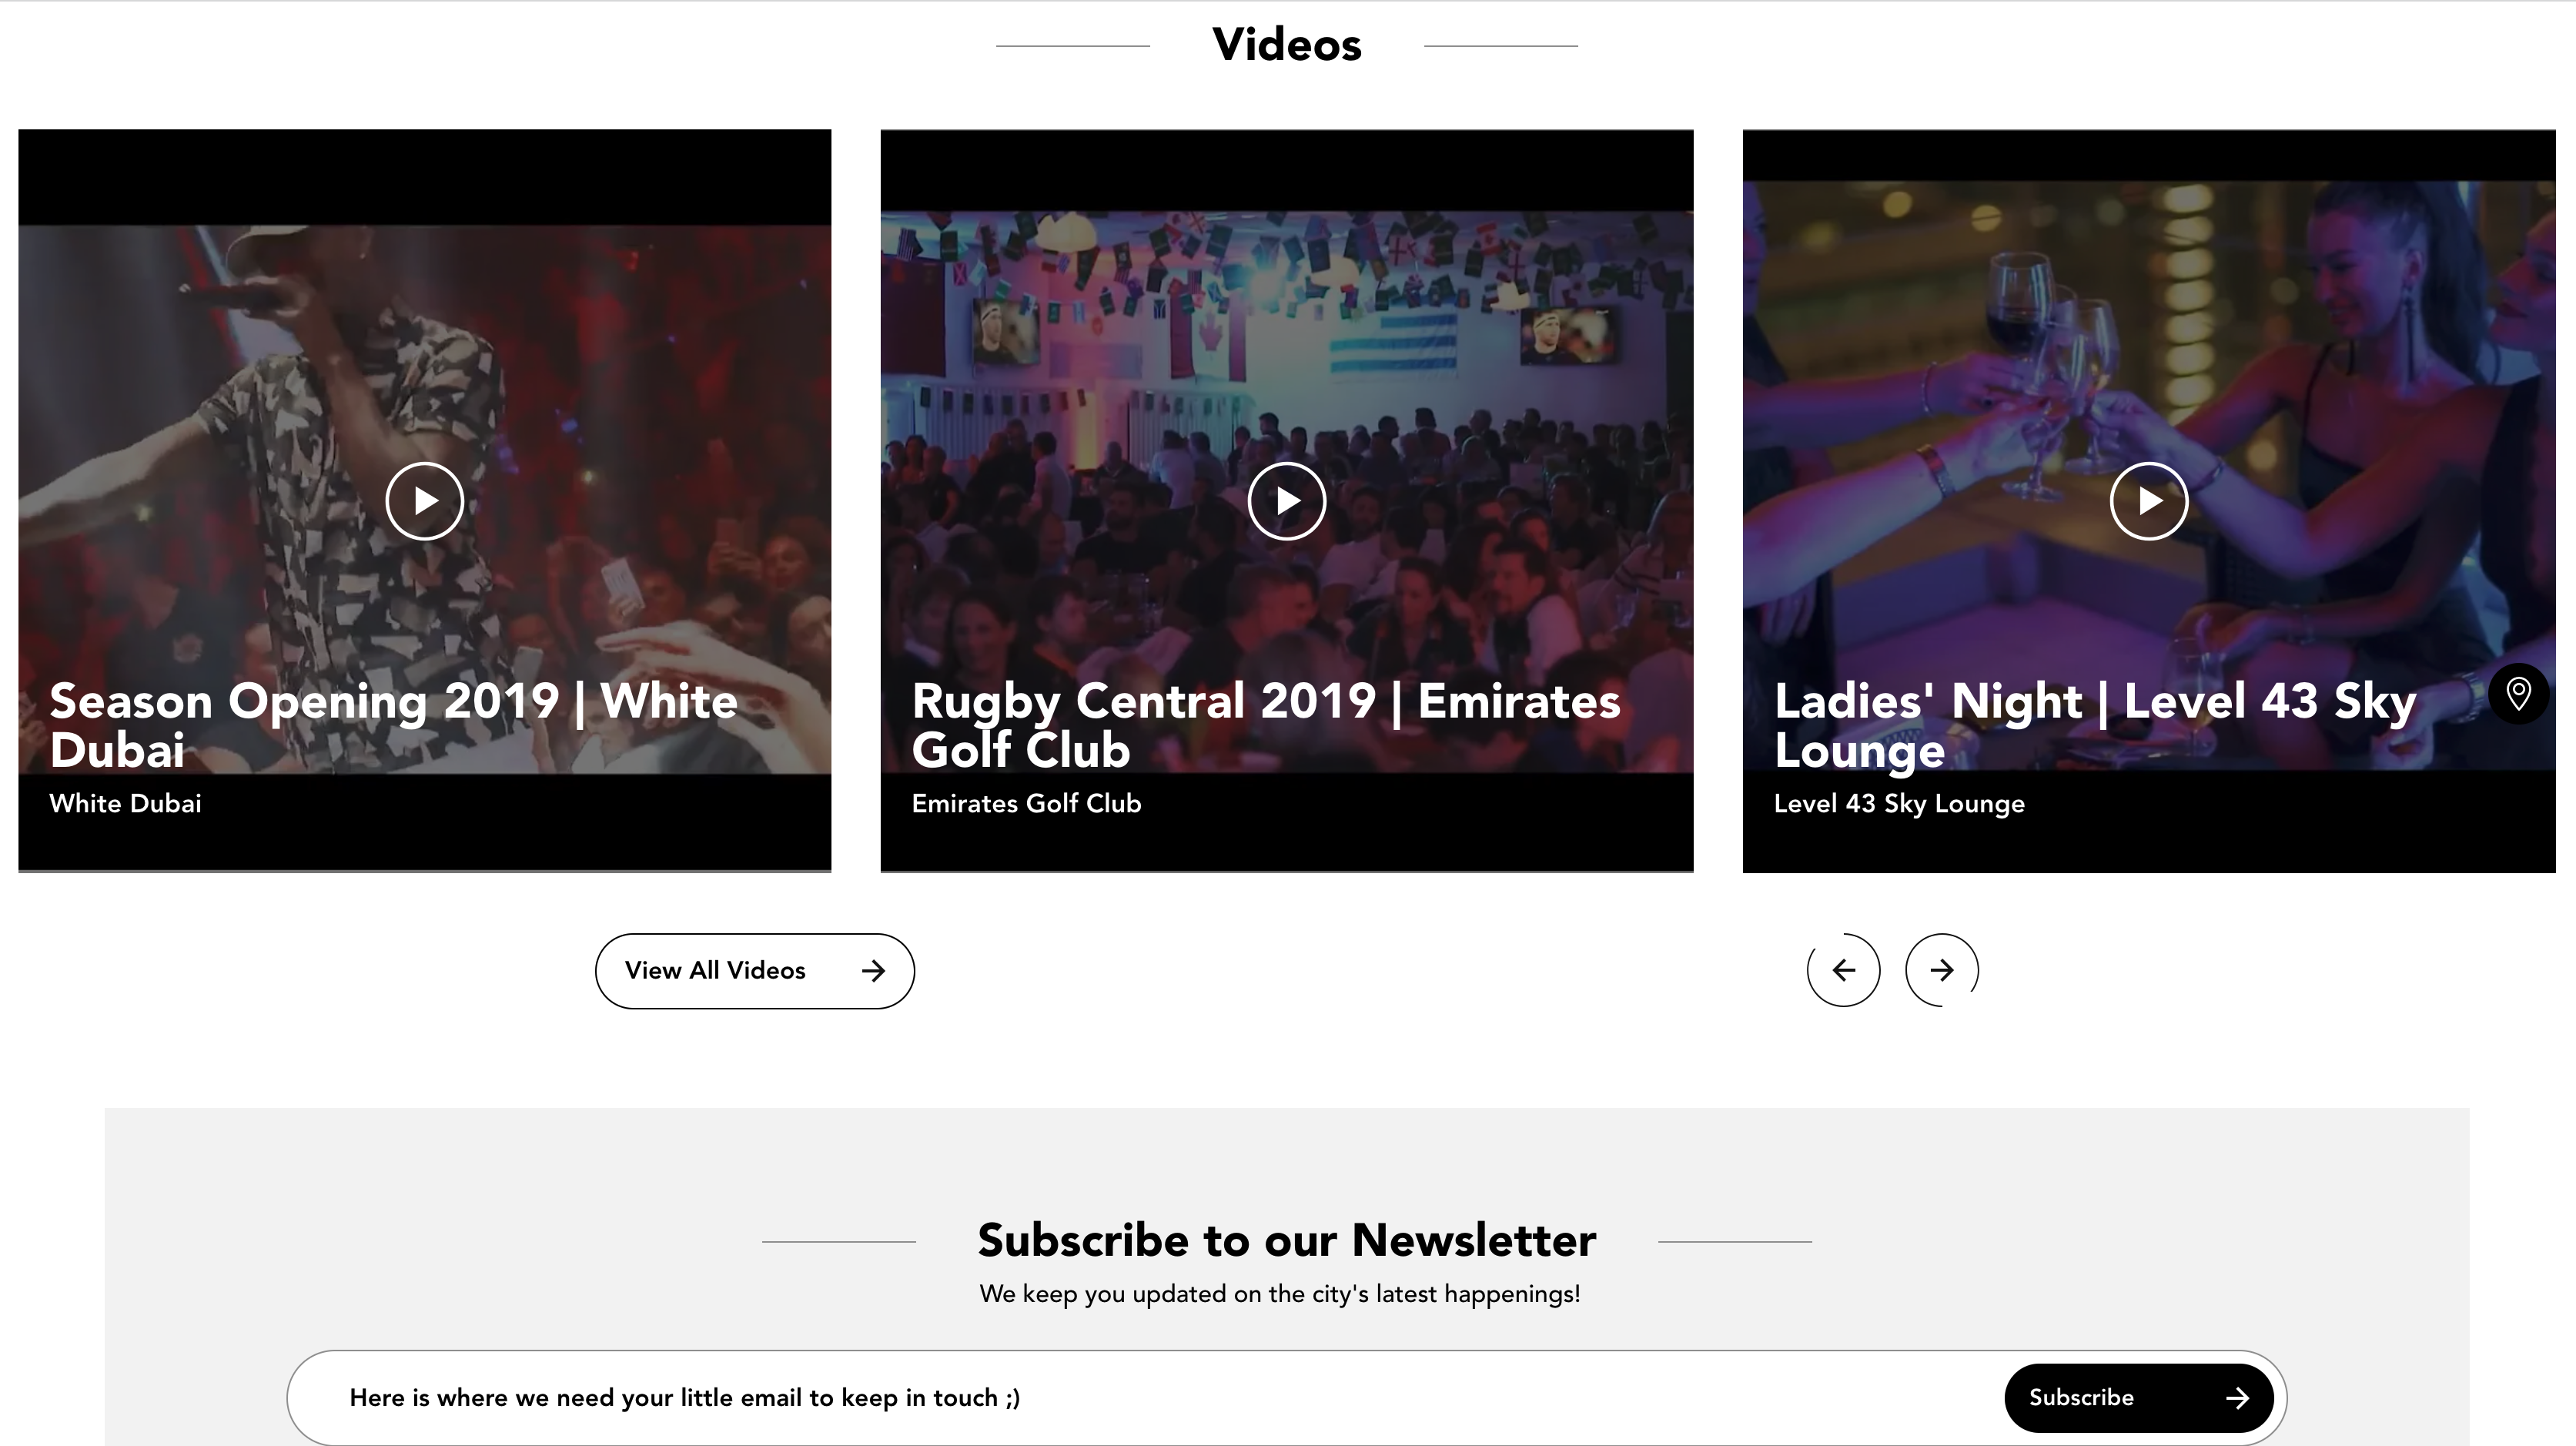 Videos
Season Opening 2019 | White
Dubai
White Dubai
Rugby Central 2019 | Emirates
Golf Club
Emirates Golf Club
Ladies' Night | Level 43 Sky
Lounge
Level 43 Sky Lounge
View All Videos
Subscribe to our Newsletter
We keep you updated on the city's latest happenings!
Here is where we need your little email to keep in touch ;)
Subscribe